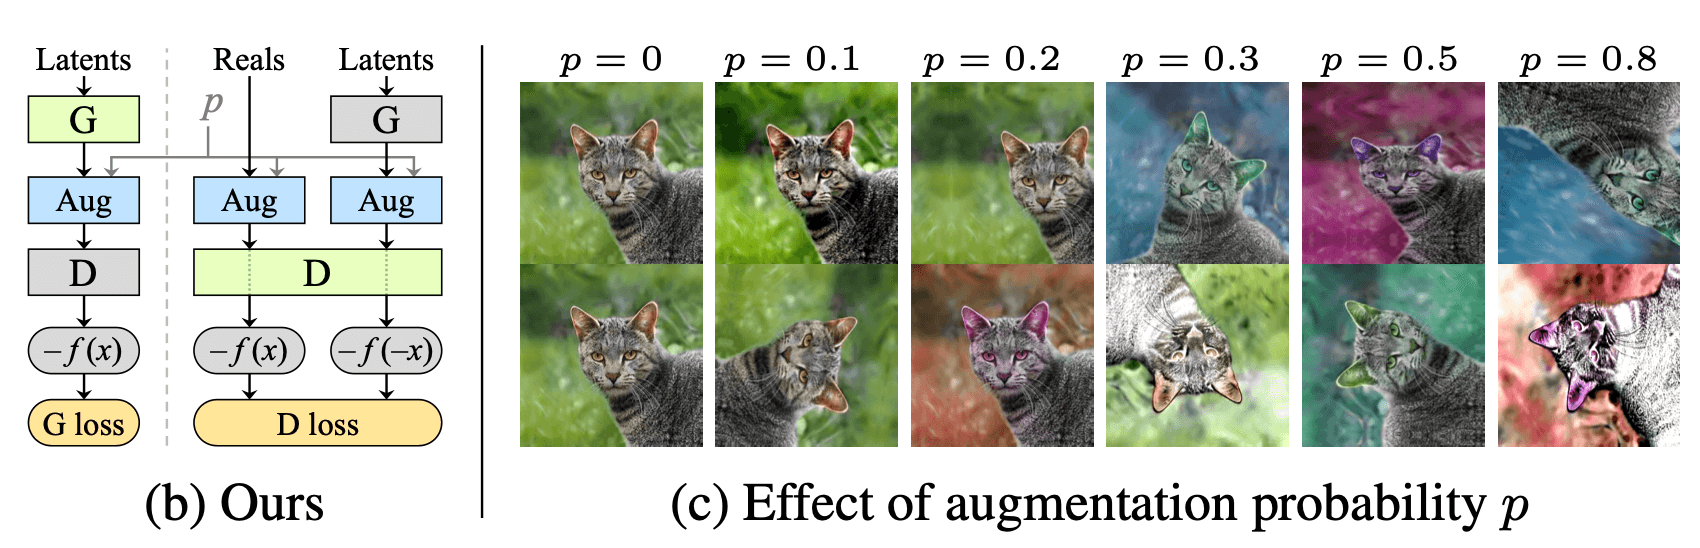 Latents Reals Latents
p
G G
Aug Aug Aug
D D
–f(x) –f(x) –f(–x)
G loss D loss
(b) Ours
p = 0 p = 0.1 p = 0.2 p = 0.3 p = 0.5 p = 0.8
(c) Effect of augmentation probability p